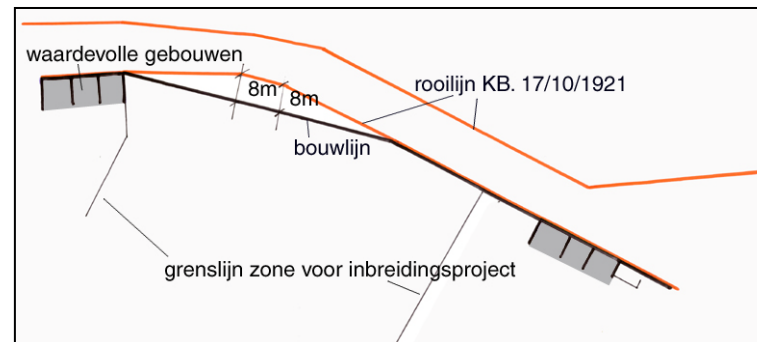 waardevolle gebouwen
8m
8m
rooilijn KB. 17/10/1921
bouwlijn
grenslijn zone voor inbreidingsproject